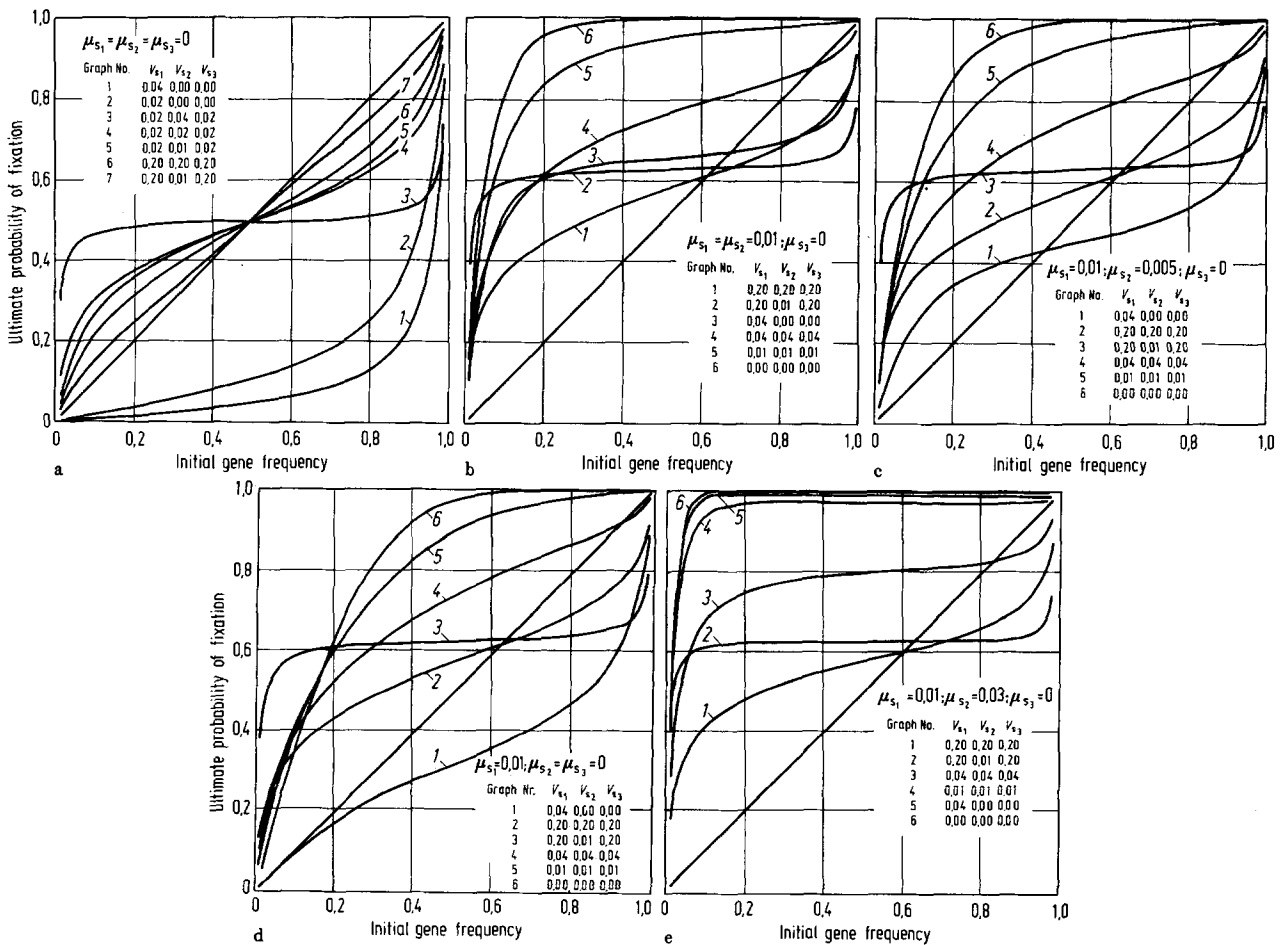 Ultimate probability of fixation
1,0
0,8
0,6
0,4
0,2
0
μs₁ = μs₂ = μs₃ = 0
Graph No. Vs₁ Vs₂ Vs₃
1 0,04 0,00 0,00
2 0,02 0,00 0,00
3 0,02 0,04 0,02
4 0,02 0,02 0,02
5 0,02 0,01 0,02
6 0,20 0,20 0,20
7 0,20 0,01 0,20
7
6
5
4
3
2
1
0 0,2 0,4 0,6 0,8 1,0
Initial gene frequency
a
6
5
4
3
2
1
μs₁ = μs₂ = 0,01; μs₃ = 0
Graph No. Vs₁ Vs₂ Vs₃
1 0,20 0,20 0,20
2 0,20 0,01 0,20
3 0,04 0,00 0,00
4 0,04 0,04 0,04
5 0,01 0,01 0,01
6 0,00 0,00 0,00
0 0,2 0,4 0,6 0,8 1,0
Initial gene frequency
b
6
5
4
3
2
1
μs₁ = 0,01; μs₂ = 0,005; μs₃ = 0
Graph No. Vs₁ Vs₂ Vs₃
1 0,04 0,00 0,00
2 0,20 0,20 0,20
3 0,20 0,01 0,20
4 0,04 0,04 0,04
5 0,01 0,01 0,01
6 0,00 0,00 0,00
0 0,2 0,4 0,6 0,8 1,0
Initial gene frequency
c
Ultimate probability of fixation
1,0
0,8
0,6
0,4
0,2
0
6
5
4
3
2
1
μs₁ = 0,01; μs₂ = μs₃ = 0
Graph Nr. Vs₁ Vs₂ Vs₃
1 0,04 0,00 0,00
2 0,20 0,20 0,20
3 0,20 0,01 0,20
4 0,04 0,04 0,04
5 0,01 0,01 0,01
6 0,00 0,00 0,00
0 0,2 0,4 0,6 0,8 1,0
Initial gene frequency
d
6
5
4
3
2
1
μs₁ = 0,01; μs₂ = 0,03; μs₃ = 0
Graph No. Vs₁ Vs₂ Vs₃
1 0,20 0,20 0,20
2 0,20 0,01 0,20
3 0,04 0,04 0,04
4 0,01 0,01 0,01
5 0,04 0,00 0,00
6 0,00 0,00 0,00
0 0,2 0,4 0,6 0,8 1,0
Initial gene frequency
e